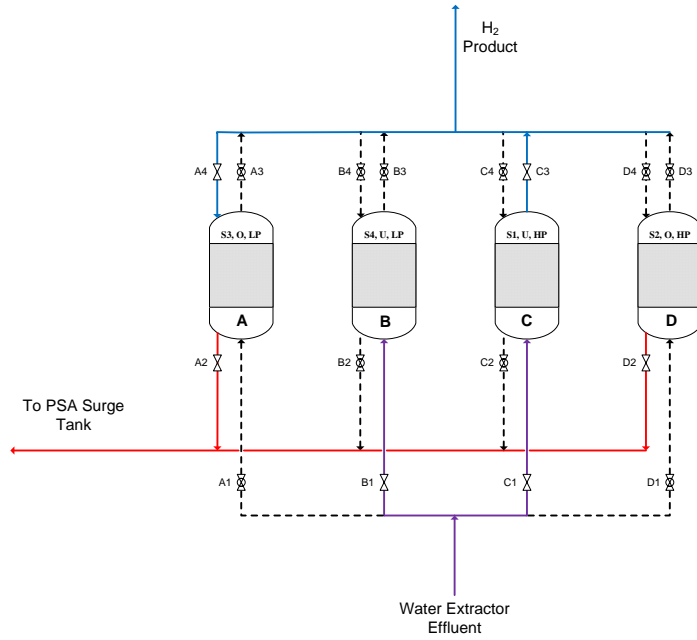 H2
Product
A4
A3
B4
B3
C4
C3
D4
D3
S3, O, LP
S4, U, LP
S1, U, HP
S2, O, HP
A
B
C
D
A2
B2
C2
D2
To PSA Surge
Tank
A1
B1
C1
D1
Water Extractor
Effluent